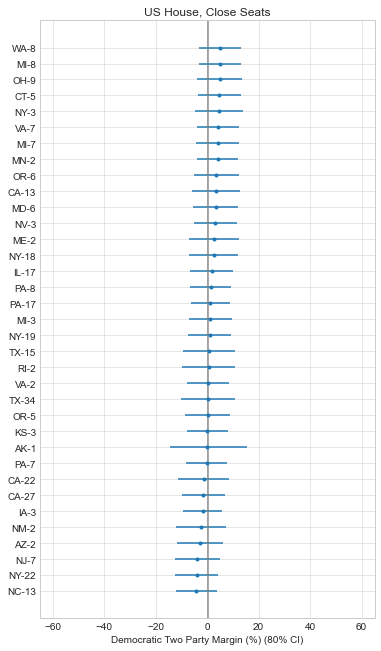 US House, Close Seats
WA-8
MI-8
OH-9
CT-5
NY-3
VA-7
MI-7
MN-2
OR-6
CA-13
MD-6
NV-3
ME-2
NY-18
IL-17
PA-8
PA-17
MI-3
NY-19
TX-15
RI-2
VA-2
TX-34
OR-5
KS-3
AK-1
PA-7
CA-22
CA-27
IA-3
NM-2
AZ-2
NJ-7
NY-22
NC-13
−60 −40 −20 0 20 40 60
Democratic Two Party Margin (%) (80% CI)